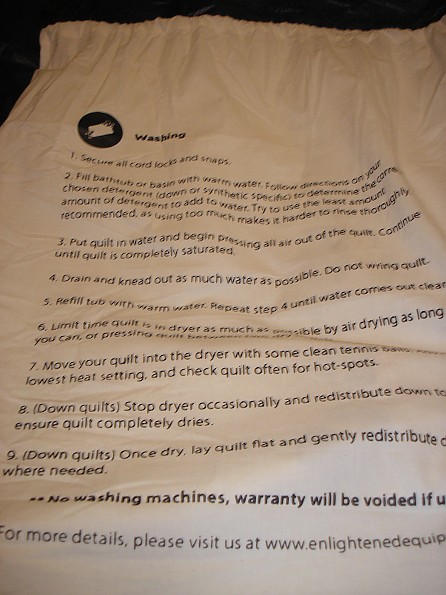 Washing
1. Secure all cord locks and snaps.
2. Fill bathtub or basin with warm water. Follow directions on your
chosen detergent (down or synthetic specific) to determine the corre
amount of detergent to add to water. Try to use the least amount
recommended, as using too much makes it harder to rinse thoroughly
3. Put quilt in water and begin pressing all air out of the quilt. Continue
until quilt is completely saturated.
4. Drain and knead out as much water as possible. Do not wring quilt.
5. Refill tub with warm water. Repeat step 4 until water comes out clear
6. Limit time quilt is in dryer as much as possible by air drying as long
you can, or pressing quilt between two dry
7. Move your quilt into the dryer with some clean tennis balls
lowest heat setting, and check quilt often for hot-spots.
8. (Down quilts) Stop dryer occasionally and redistribute down to
ensure quilt completely dries.
9. (Down quilts) Once dry, lay quilt flat and gently redistribute d
where needed.
** No washing machines, warranty will be voided if u
For more details, please visit us at www.enlightenedequip